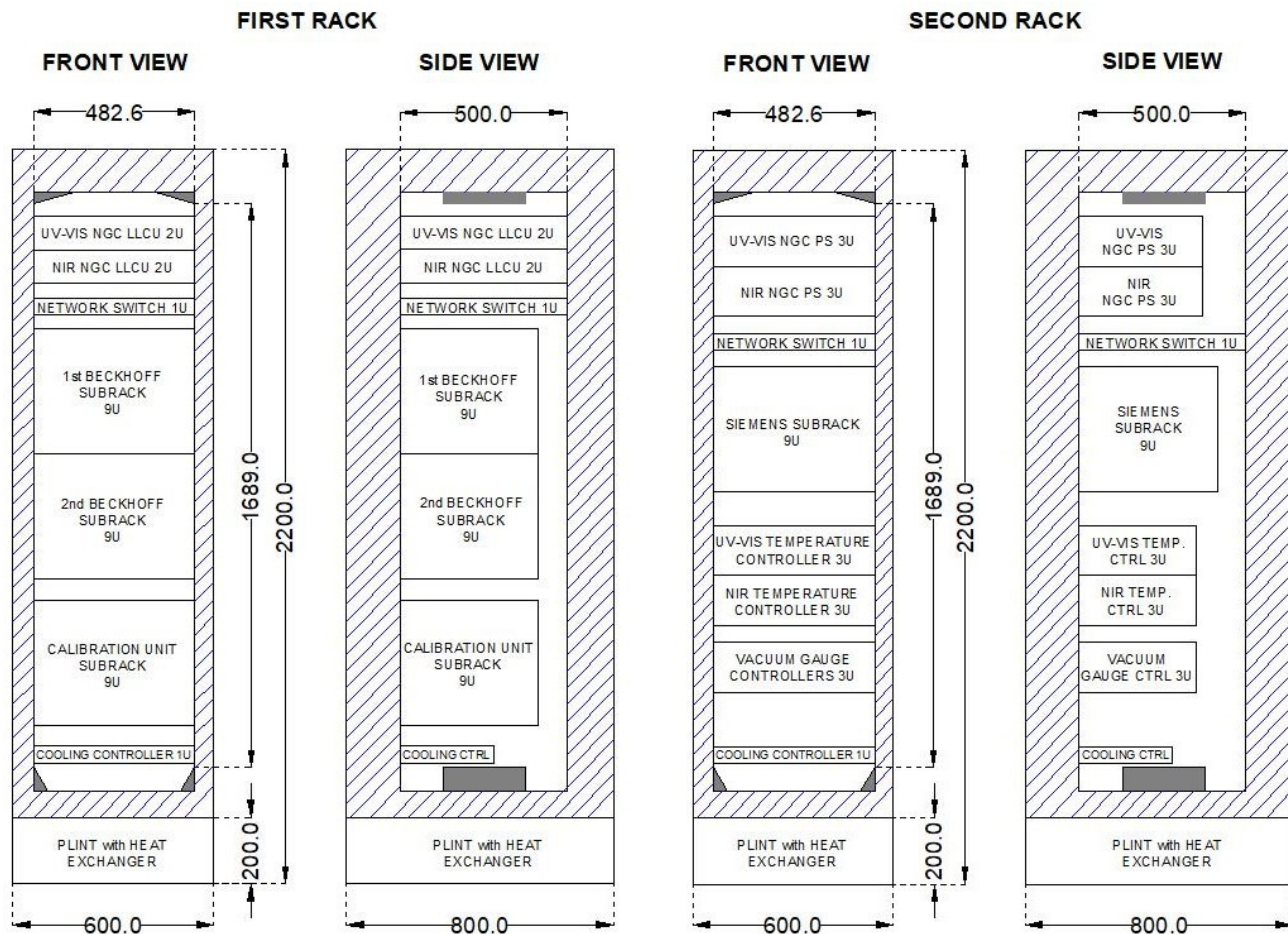 FIRST RACK
SECOND RACK
FRONT VIEW
SIDE VIEW
FRONT VIEW
SIDE VIEW
482.6
500.0
482.6
500.0
UV-VIS NGC LLCU 2U
NIR NGC LLCU 2U
NETWORK SWITCH 1U
1st BECKHOFF
SUBRACK
9U
2nd BECKHOFF
SUBRACK
9U
CALIBRATION UNIT
SUBRACK
9U
COOLING CONTROLLER 1U
PLINT with HEAT
EXCHANGER
1689.0
2200.0
200.0
600.0
UV-VIS NGC LLCU 2U
NIR NGC LLCU 2U
NETWORK SWITCH 1U
1st BECKHOFF
SUBRACK
9U
2nd BECKHOFF
SUBRACK
9U
CALIBRATION UNIT
SUBRACK
9U
COOLING CTRL
PLINT with HEAT
EXCHANGER
800.0
UV-VIS NGC PS 3U
NIR NGC PS 3U
NETWORK SWITCH 1U
SIEMENS SUBRACK
9U
UV-VIS TEMPERATURE
CONTROLLER 3U
NIR TEMPERATURE
CONTROLLER 3U
VACUUM GAUGE
CONTROLLERS 3U
COOLING CONTROLLER 1U
PLINT with HEAT
EXCHANGER
1689.0
2200.0
200.0
600.0
UV-VIS
NGC PS 3U
NIR
NGC PS 3U
NETWORK SWITCH 1U
SIEMENS
SUBRACK
9U
UV-VIS TEMP.
CTRL 3U
NIR TEMP.
CTRL 3U
VACUUM
GAUGE CTRL 3U
COOLING CTRL
PLINT with HEAT
EXCHANGER
800.0